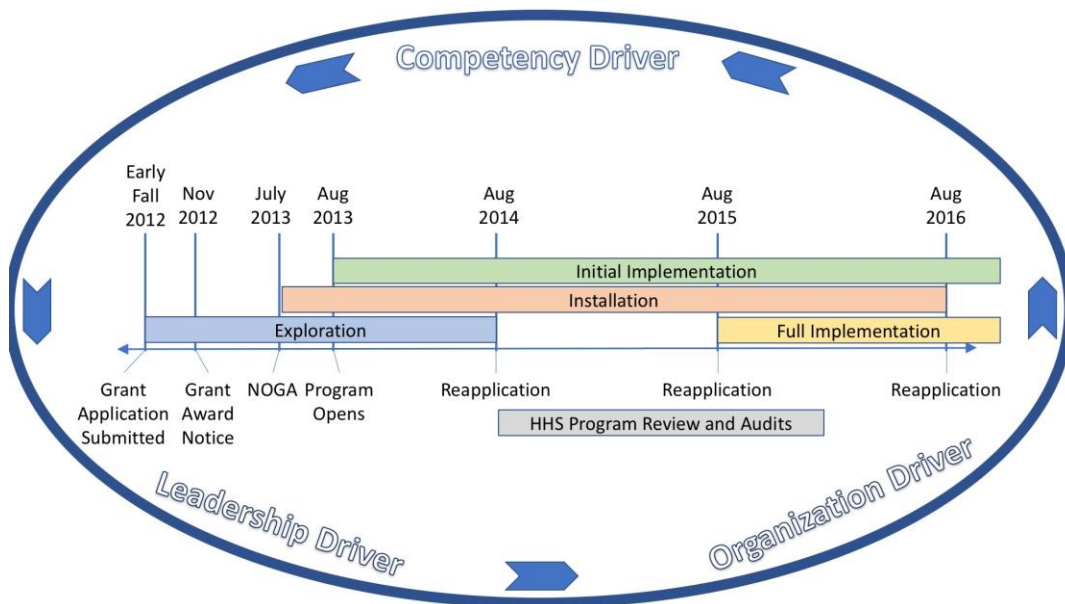 Competency Driver
Early
Fall
2012
Nov
2012
July
2013
Aug
2013
Aug
2014
Aug
2015
Aug
2016
Initial Implementation
Installation
Exploration
Full Implementation
Grant
Application
Submitted
Grant
Award
Notice
NOGA
Program
Opens
Reapplication
Reapplication
Reapplication
HHS Program Review and Audits
Leadership Driver
Organization Driver